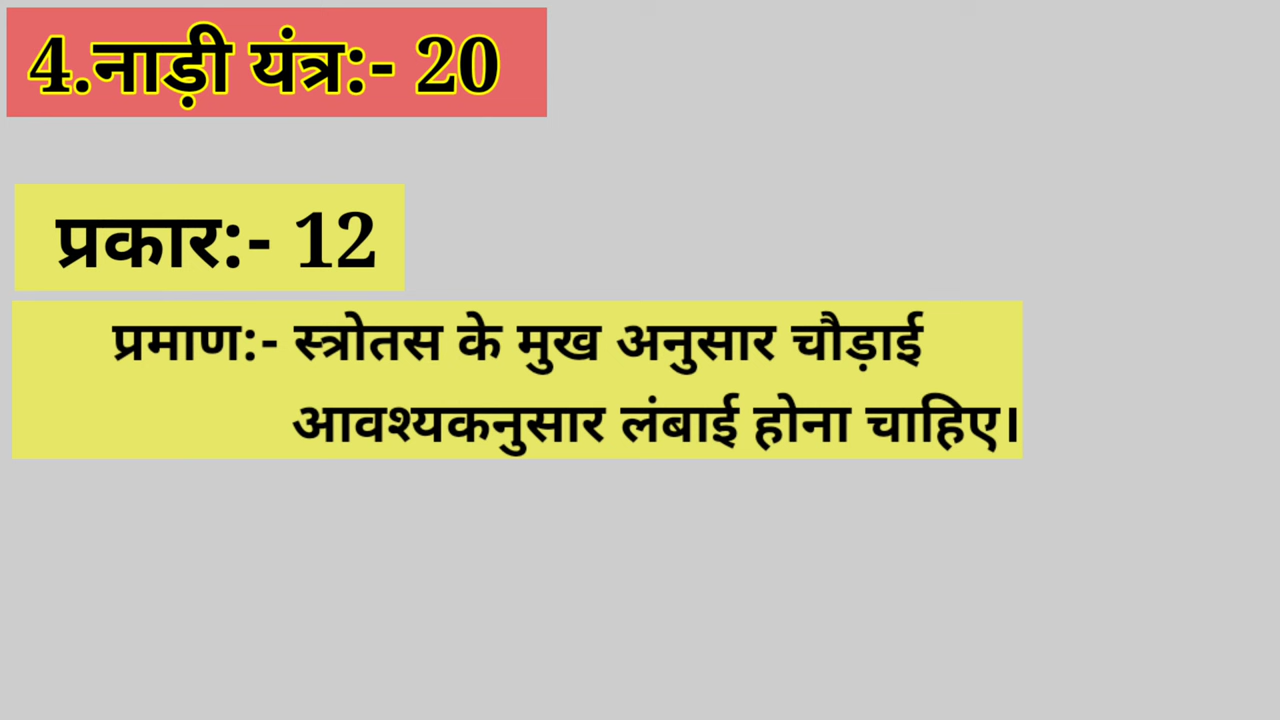 4.नाड़ी यंत्र:- 20
प्रकार:- 12
प्रमाण:- स्त्रोतस के मुख अनुसार चौड़ाई
आवश्यकनुसार लंबाई होना चाहिए।